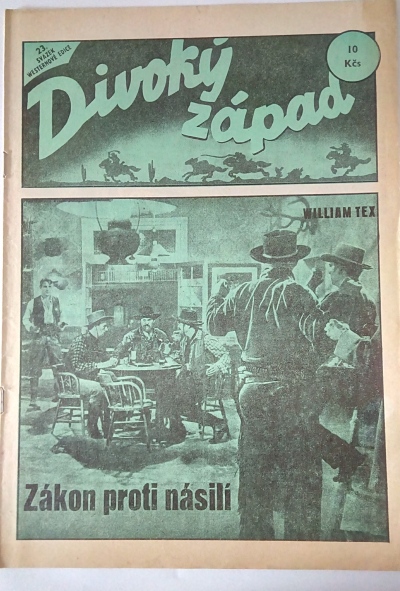 23.
SVAZEK
WESTERNOVÉ EDICE
Divoký
západ
10
Kčs
WILLIAM TEX
Zákon proti násilí